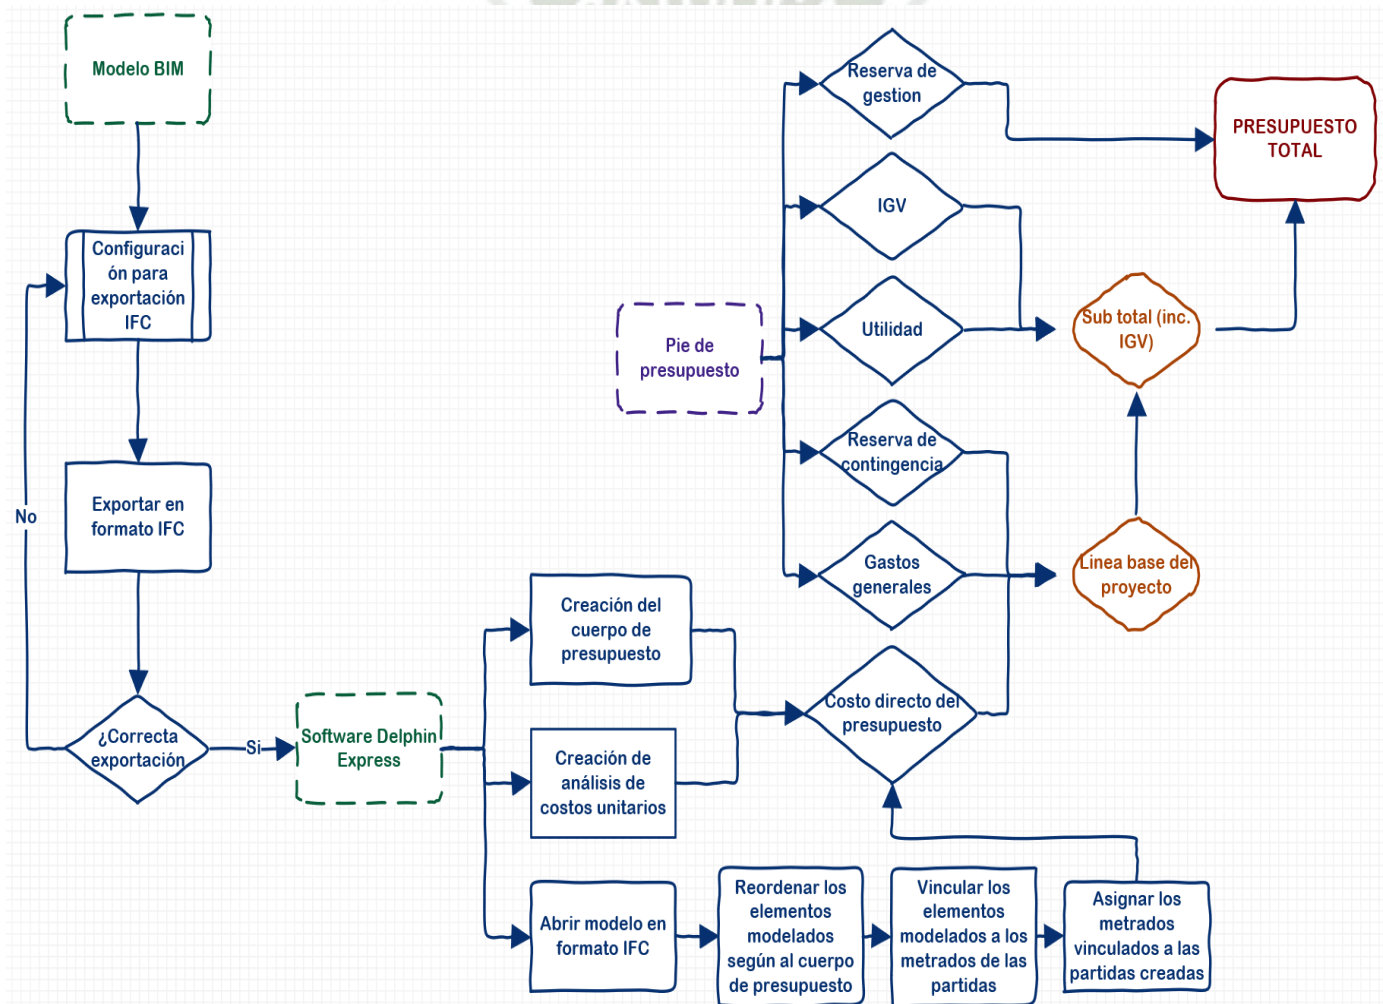 Modelo BIM
Configuraci
ón para
exportación
IFC
Exportar en
formato IFC
No
¿Correcta
exportación
Si
Software Delphin
Express
Creación del
cuerpo de
presupuesto
Creación de
análisis de
costos unitarios
Abrir modelo en
formato IFC
Reordenar los
elementos
modelados
según al cuerpo
de presupuesto
Vincular los
elementos
modelados a los
metrados de las
partidas
Asignar los
metrados
vinculados a las
partidas creadas
Costo directo del
presupuesto
Pie de
presupuesto
Reserva de
gestion
IGV
Utilidad
Reserva de
contingencia
Gastos
generales
Linea base del
proyecto
Sub total (inc.
IGV)
PRESUPUESTO
TOTAL